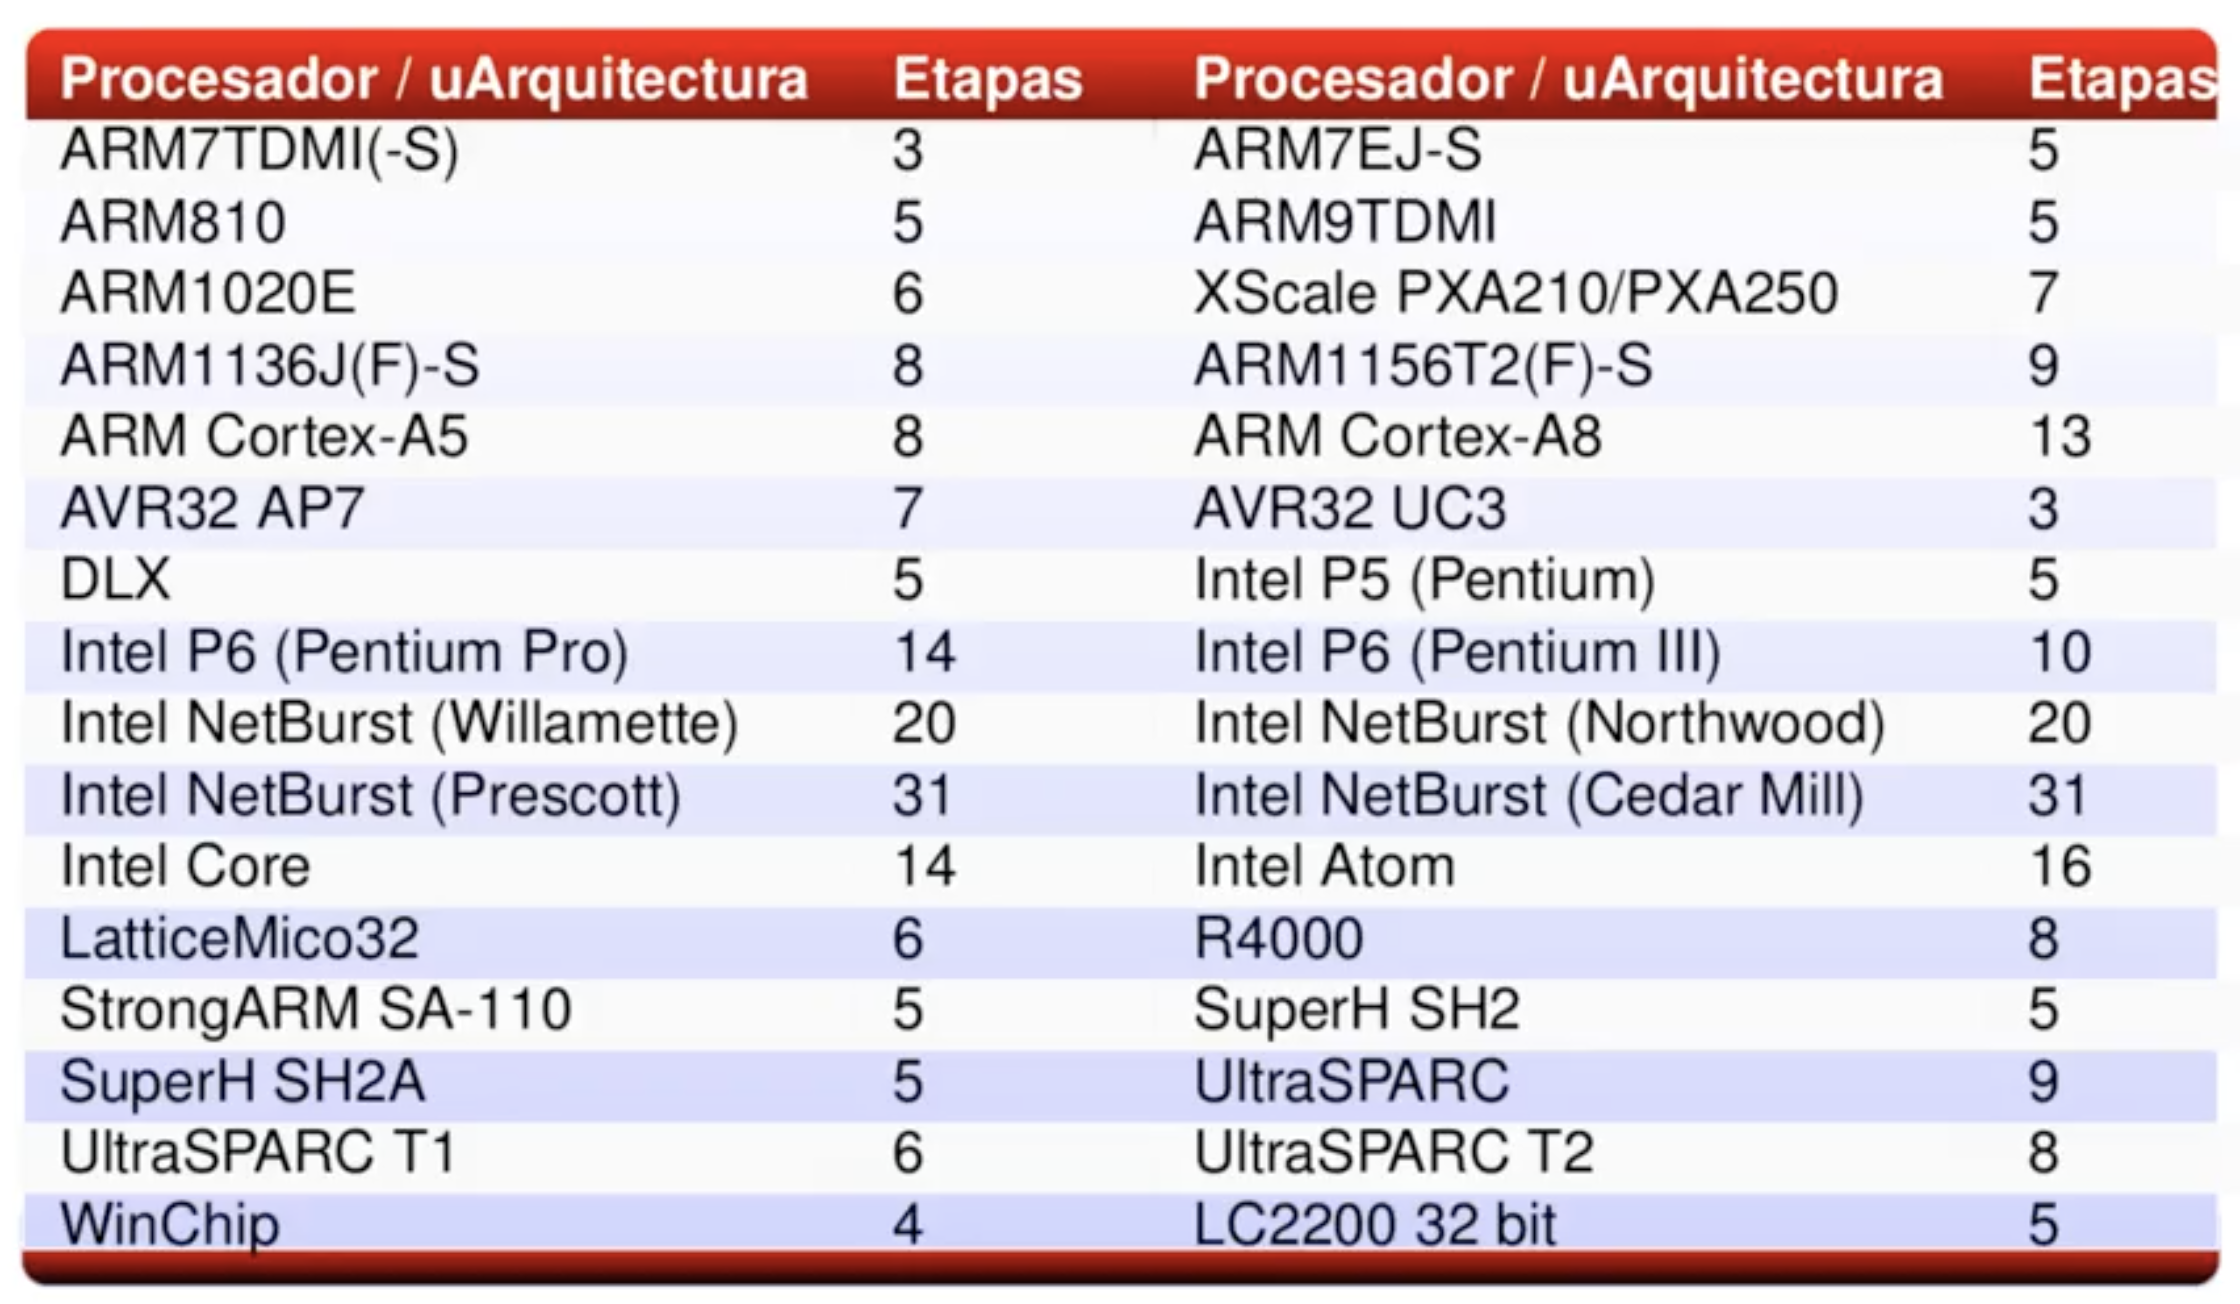 Procesador / uArquitectura Etapas Procesador / uArquitectura Etapas
ARM7TDMI(-S) 3 ARM7EJ-S 5
ARM810 5 ARM9TDMI 5
ARM1020E 6 XScale PXA210/PXA250 7
ARM1136J(F)-S 8 ARM1156T2(F)-S 9
ARM Cortex-A5 8 ARM Cortex-A8 13
AVR32 AP7 7 AVR32 UC3 3
DLX 5 Intel P5 (Pentium) 5
Intel P6 (Pentium Pro) 14 Intel P6 (Pentium III) 10
Intel NetBurst (Willamette) 20 Intel NetBurst (Northwood) 20
Intel NetBurst (Prescott) 31 Intel NetBurst (Cedar Mill) 31
Intel Core 14 Intel Atom 16
LatticeMico32 6 R4000 8
StrongARM SA-110 5 SuperH SH2 5
SuperH SH2A 5 UltraSPARC 9
UltraSPARC T1 6 UltraSPARC T2 8
WinChip 4 LC2200 32 bit 5